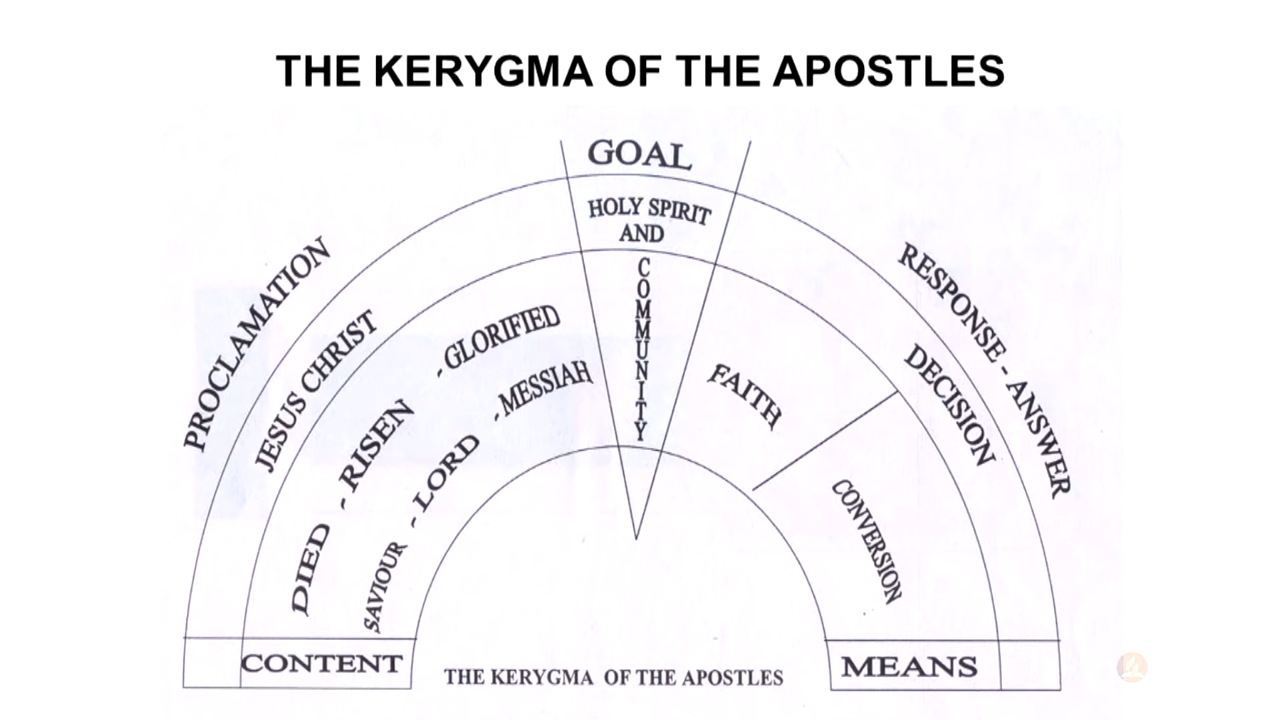 THE KERYGMA OF THE APOSTLES
GOAL
HOLY SPIRIT
AND
COMMUNITY
PROCLAMATION
JESUS CHRIST
DIED - RISEN - GLORIFIED
SAVIOUR - LORD - MESSIAH
RESPONSE - ANSWER
DECISION
FAITH
CONVERSION
CONTENT
THE KERYGMA OF THE APOSTLES
MEANS